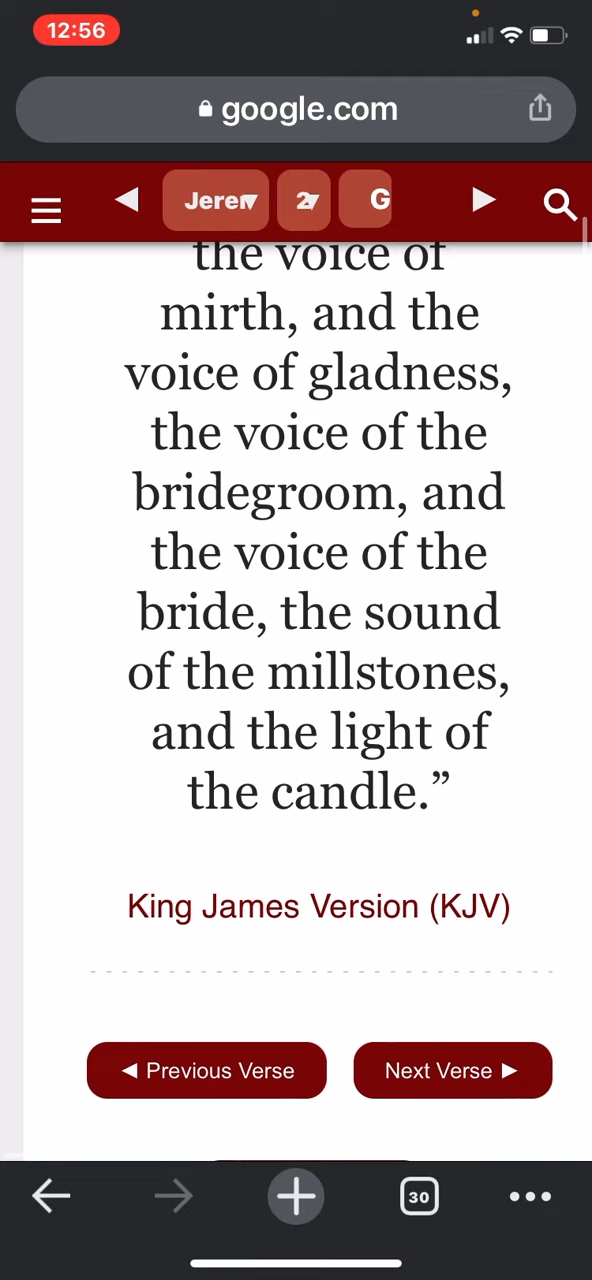 12:56
google.com
Jerem
2
G
the voice of
mirth, and the
voice of gladness,
the voice of the
bridegroom, and
the voice of the
bride, the sound
of the millstones,
and the light of
the candle.”
King James Version (KJV)
◀ Previous Verse
Next Verse ▶
30